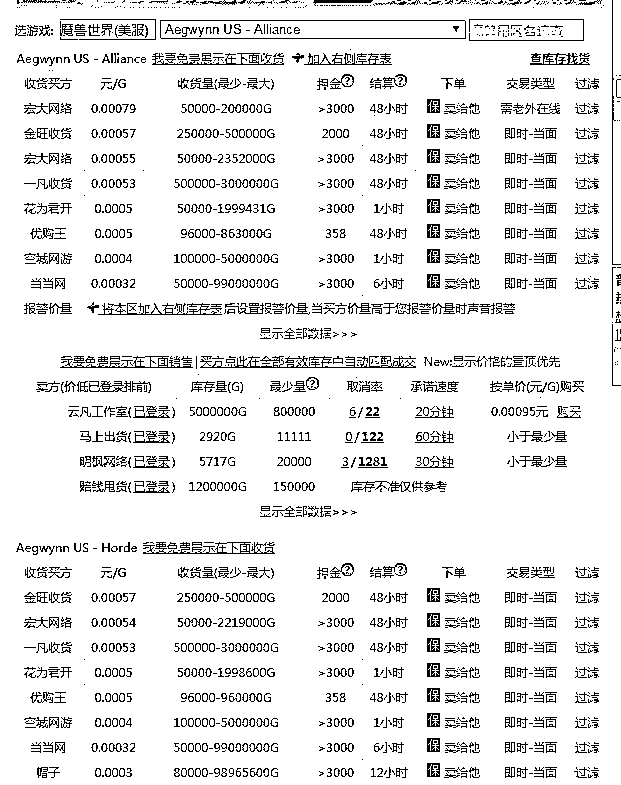 选游戏: 魔兽世界(美服) Aegwynn US - Alliance
Aegwynn US - Alliance 我要免费展示在下面收货 加入右侧库存表 查库存找货
收货买方 元/G 收货量(最少-最大) 押金? 结算? 下单 交易类型 过滤
宏大网络 0.00079 50000-200000G >3000 48小时 保 卖给他 需老外在线 过滤
金旺收货 0.00057 250000-500000G 2000 48小时 保 卖给他 即时-当面 过滤
宏大网络 0.00055 50000-2352000G >3000 48小时 保 卖给他 即时-当面 过滤
一凡收货 0.00053 500000-3000000G >3000 48小时 保 卖给他 即时-当面 过滤
花为君开 0.0005 50000-1999431G >3000 1小时 保 卖给他 即时-当面 过滤
优购王 0.0005 96000-863000G 358 48小时 保 卖给他 即时-当面 过滤
空城网游 0.0004 100000-5000000G >3000 1小时 保 卖给他 即时-当面 过滤
当当网 0.00032 50000-99000000G >3000 6小时 保 卖给他 即时-当面 过滤
报警价量 将本区加入右侧库存表后设置报警价量,当买方价量高于您报警价量时声音报警
显示全部数据>>>
我要免费展示在下面销售|买方点此在全部有效库存中自动匹配成交 New:显示价格的置顶优先
卖方(价低已登录排前) 库存量(G) 最少量? 取消率 承诺速度 按单价(元/G)购买
云凡工作室(已登录) 5000000G 800000 6/22 20分钟 0.00095元 购买
马上出货(已登录) 2920G 11111 0/122 60分钟 小于最少量
明枫网络(已登录) 5717G 20000 3/1281 30分钟 小于最少量
赔钱甩货(已登录) 1200000G 150000 库存不准仅供参考
显示全部数据>>>
Aegwynn US - Horde 我要免费展示在下面收货
收货买方 元/G 收货量(最少-最大) 押金? 结算? 下单 交易类型 过滤
金旺收货 0.00057 250000-500000G 2000 48小时 保 卖给他 即时-当面 过滤
宏大网络 0.00054 50000-2219000G >3000 48小时 保 卖给他 即时-当面 过滤
一凡收货 0.00053 500000-3000000G >3000 48小时 保 卖给他 即时-当面 过滤
花为君开 0.0005 50000-1998600G >3000 1小时 保 卖给他 即时-当面 过滤
优购王 0.0005 96000-960000G 358 48小时 保 卖给他 即时-当面 过滤
空城网游 0.0004 100000-5000000G >3000 1小时 保 卖给他 即时-当面 过滤
当当网 0.00032 50000-99000000G >3000 6小时 保 卖给他 即时-当面 过滤
帽子 0.0003 80000-98965600G >3000 12小时 保 卖给他 即时-当面 过滤